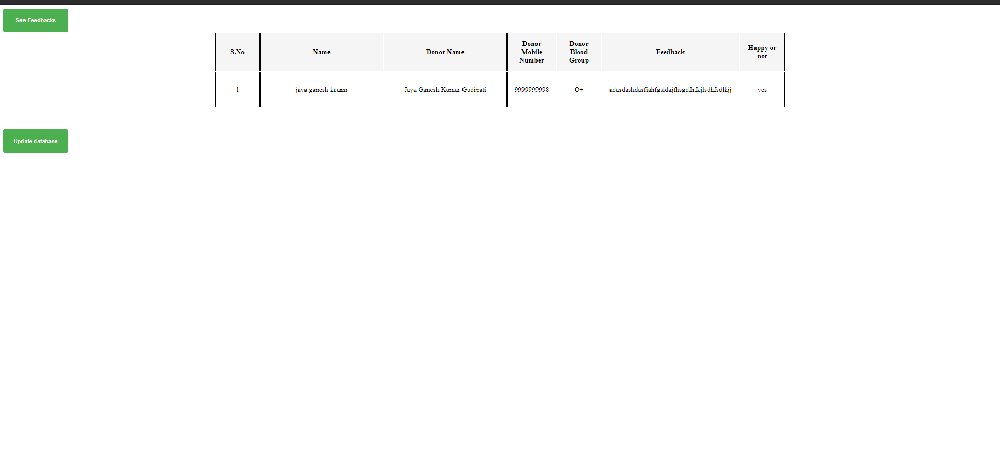 See Feedbacks
S.No
Name
Donor Name
Donor
Mobile
Number
Donor
Blood
Group
Feedback
Happy or
not
1
jaya ganesh kuamr
Jaya Ganesh Kumar Gudipati
9999999998
O+
adasdashdasfiahfgsldajfhsgdfhfkjlsdhfsdlkjj
yes
Update database